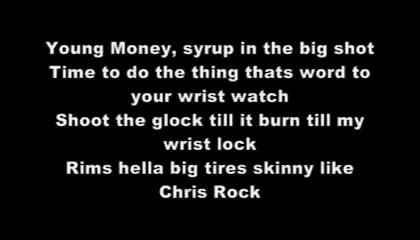 Young Money, syrup in the big shot
Time to do the thing thats word to
your wrist watch
Shoot the glock till it burn till my
wrist lock
Rims hella big tires skinny like
Chris Rock